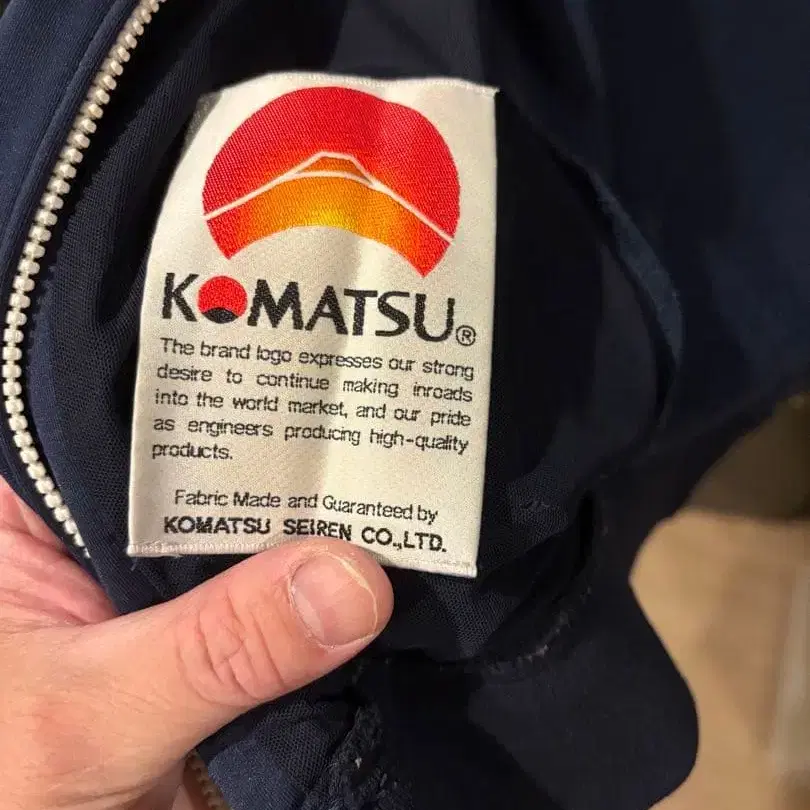 KOMATSU®
The brand logo expresses our strong
desire to continue making inroads
into the world market, and our pride
as engineers producing high-quality
products.
Fabric Made and Guaranteed by
KOMATSU SEIREN CO.,LTD.